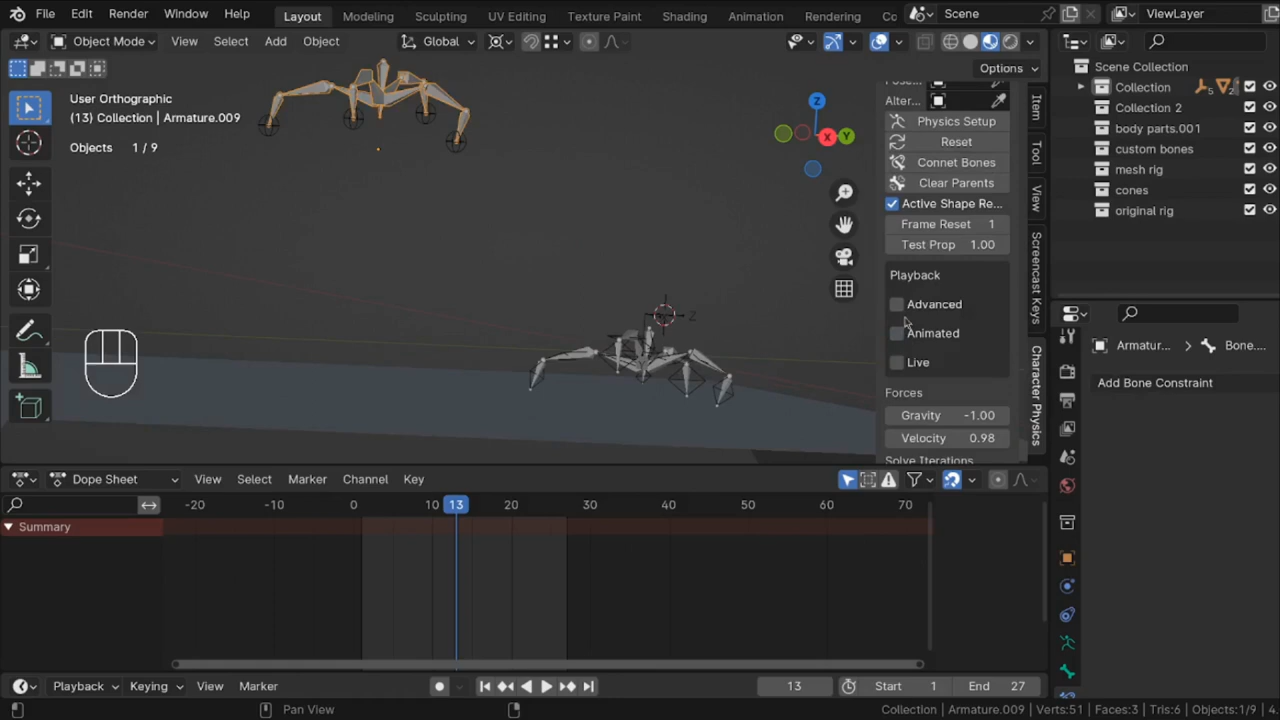 File Edit Render Window Help Layout Modeling Sculpting UV Editing Texture Paint Shading Animation Rendering Co Scene ViewLayer
Object Mode View Select Add Object Global
Options
User Orthographic
(13) Collection | Armature.009
Objects 1 / 9
Z
X
Y
Z
Alter...
Physics Setup
Reset
Connet Bones
Clear Parents
Active Shape Re...
Frame Reset 1
Test Prop 1.00
Playback
Advanced
Animated
Live
Forces
Gravity -1.00
Velocity 0.98
Item
Tool
View
Screencast Keys
Character Physics
Scene Collection
Collection 5 2
Collection 2
body parts.001
custom bones
mesh rig
cones
original rig
Armatur... Bone....
Add Bone Constraint
Dope Sheet View Select Marker Channel Key
-20 -10 0 10 13 20 30 40 50 60 70
Summary
Playback Keying View Marker 13 Start 1 End 27
Pan View
Collection | Armature.009 | Verts:51 | Faces:3 | Tris:6 | Objects:1/9 | 4